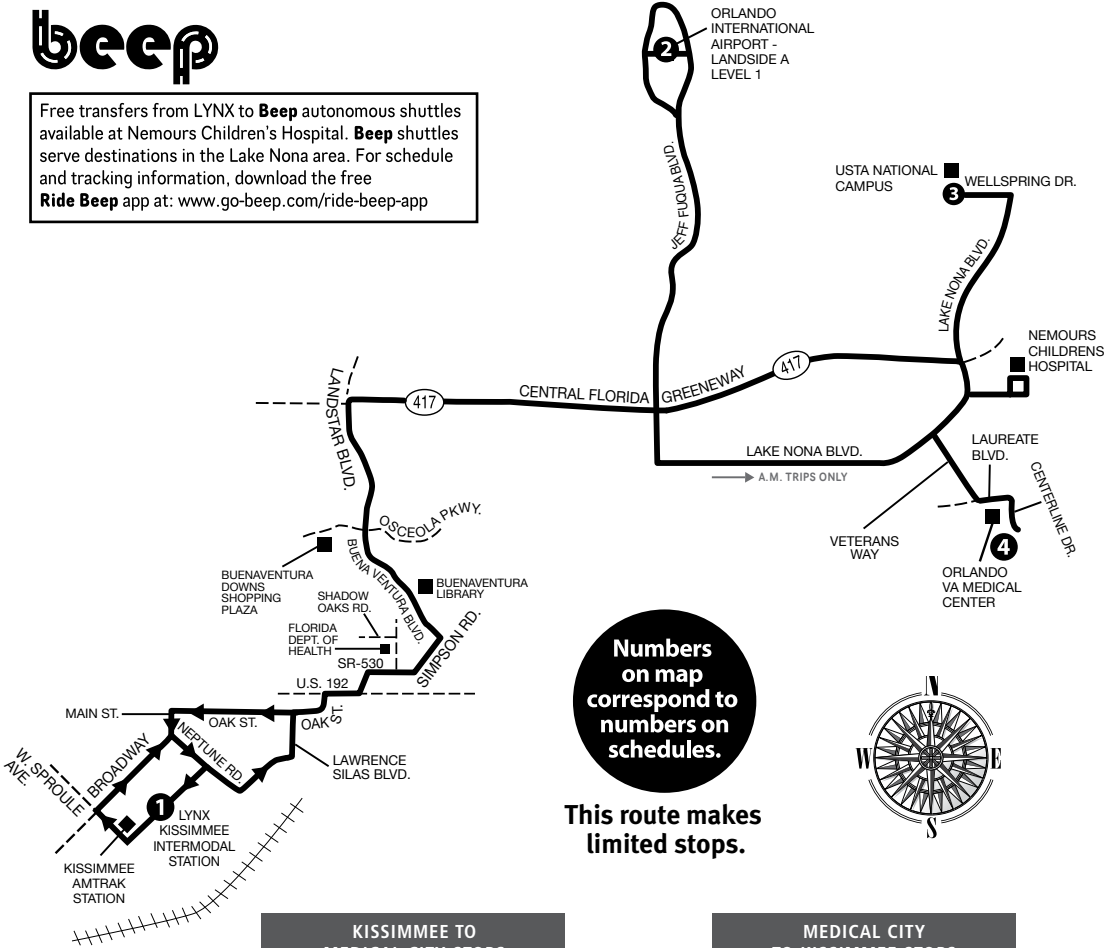 beep
Free transfers from LYNX to Beep autonomous shuttles
available at Nemours Children's Hospital. Beep shuttles
serve destinations in the Lake Nona area. For schedule
and tracking information, download the free
Ride Beep app at: www.go-beep.com/ride-beep-app
ORLANDO
INTERNATIONAL
AIRPORT -
LANDSIDE A
LEVEL 1
2
JEFF FUQUA BLVD.
USTA NATIONAL
CAMPUS
3
WELLSPRING DR.
LAKE NONA BLVD.
NEMOURS
CHILDRENS
HOSPITAL
417
CENTRAL FLORIDA GREENEWAY
417
LANDSTAR BLVD.
LAKE NONA BLVD.
A.M. TRIPS ONLY
LAUREATE
BLVD.
CENTERLINE DR.
VETERANS
WAY
4
ORLANDO
VA MEDICAL
CENTER
OSCEOLA PKWY.
BUENAVENTURA
DOWNS
SHOPPING
PLAZA
BUENA VENTURA BLVD.
BUENAVENTURA
LIBRARY
SHADOW
OAKS RD.
FLORIDA
DEPT. OF
HEALTH
SR-530
SIMPSON RD.
U.S. 192
MAIN ST.
OAK ST.
OAK ST.
NEPTUNE RD.
LAWRENCE
SILAS BLVD.
BROADWAY
W. SPROULE
AVE.
1
LYNX
KISSIMMEE
INTERMODAL
STATION
KISSIMMEE
AMTRAK
STATION
Numbers
on map
correspond to
numbers on
schedules.
This route makes
limited stops.
N
W
E
S
KISSIMMEE TO
MEDICAL CITY STOPS
MEDICAL CITY
TO KISSIMMEE STOPS